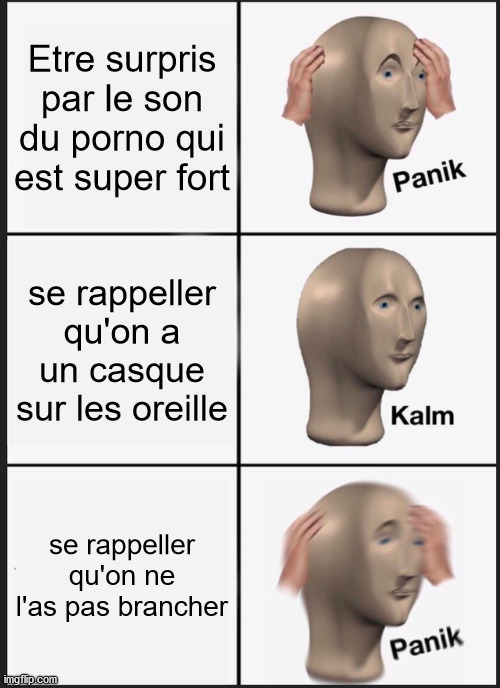 Etre surpris
par le son
du porno qui
est super fort
Panik
se rappeller
qu'on a
un casque
sur les oreille
Kalm
se rappeller
qu'on ne
l'as pas brancher
Panik
imgflip.com